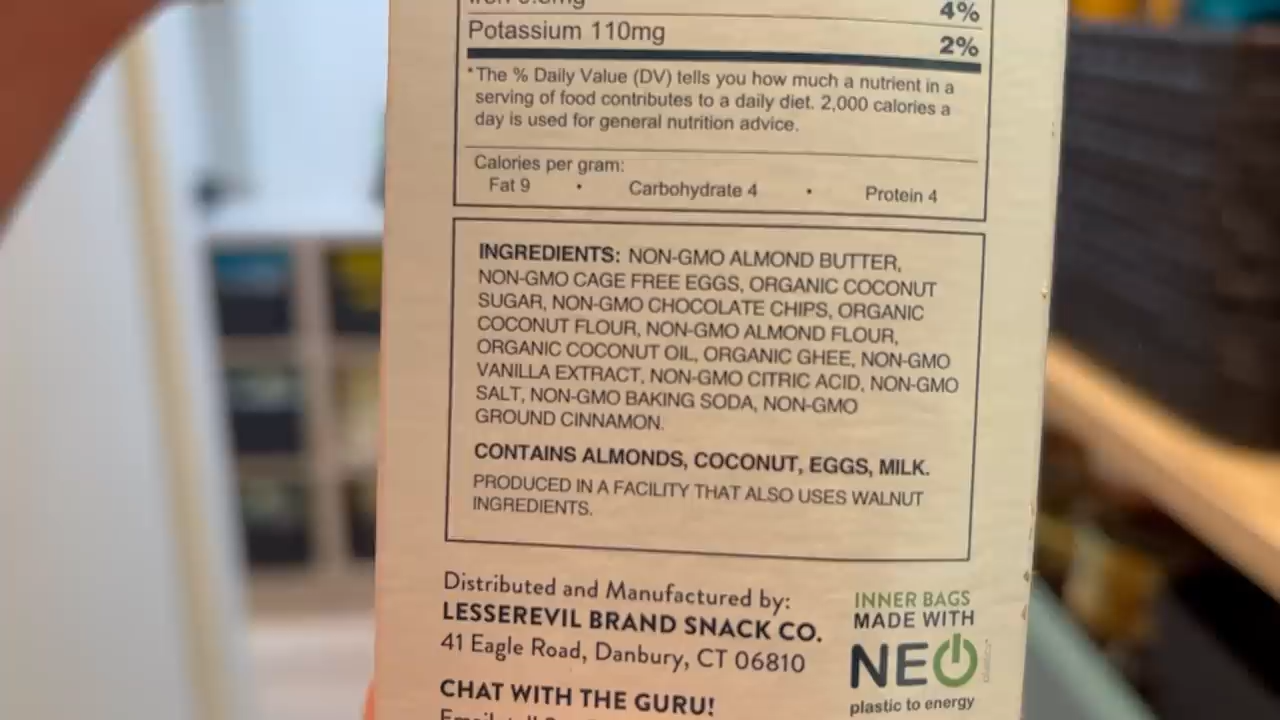 4%
Potassium 110mg 2%
*The % Daily Value (DV) tells you how much a nutrient in a
serving of food contributes to a daily diet. 2,000 calories a
day is used for general nutrition advice.
Calories per gram:
Fat 9 • Carbohydrate 4 • Protein 4
INGREDIENTS: NON-GMO ALMOND BUTTER,
NON-GMO CAGE FREE EGGS, ORGANIC COCONUT
SUGAR, NON-GMO CHOCOLATE CHIPS, ORGANIC
COCONUT FLOUR, NON-GMO ALMOND FLOUR,
ORGANIC COCONUT OIL, ORGANIC GHEE, NON-GMO
VANILLA EXTRACT, NON-GMO CITRIC ACID, NON-GMO
SALT, NON-GMO BAKING SODA, NON-GMO
GROUND CINNAMON.
CONTAINS ALMONDS, COCONUT, EGGS, MILK.
PRODUCED IN A FACILITY THAT ALSO USES WALNUT
INGREDIENTS.
Distributed and Manufactured by:
LESSEREVIL BRAND SNACK CO.
41 Eagle Road, Danbury, CT 06810
CHAT WITH THE GURU!
INNER BAGS
MADE WITH
NEO
plastic to energy